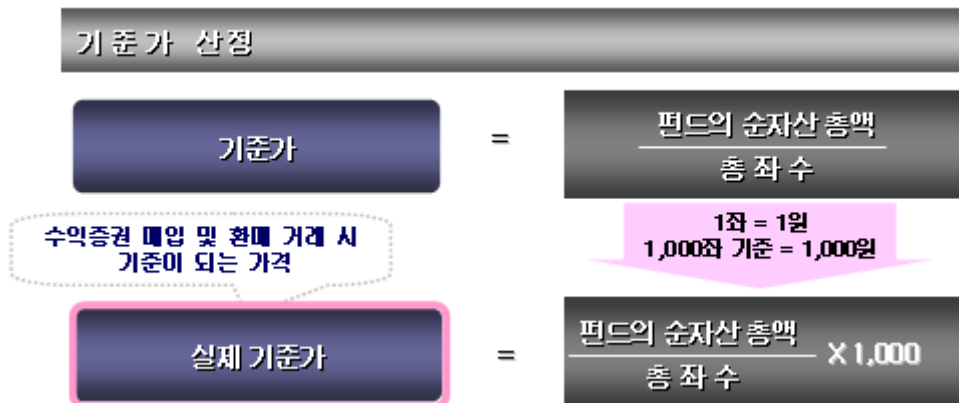 기준가 산정
기준가
=
펀드의 순자산 총액
총 좌 수
수익증권 매입 및 환매 거래 시
기준이 되는 가격
1좌 = 1원
1,000좌 기준 = 1,000원
실제 기준가
=
펀드의 순자산 총액
총 좌 수
X 1,000